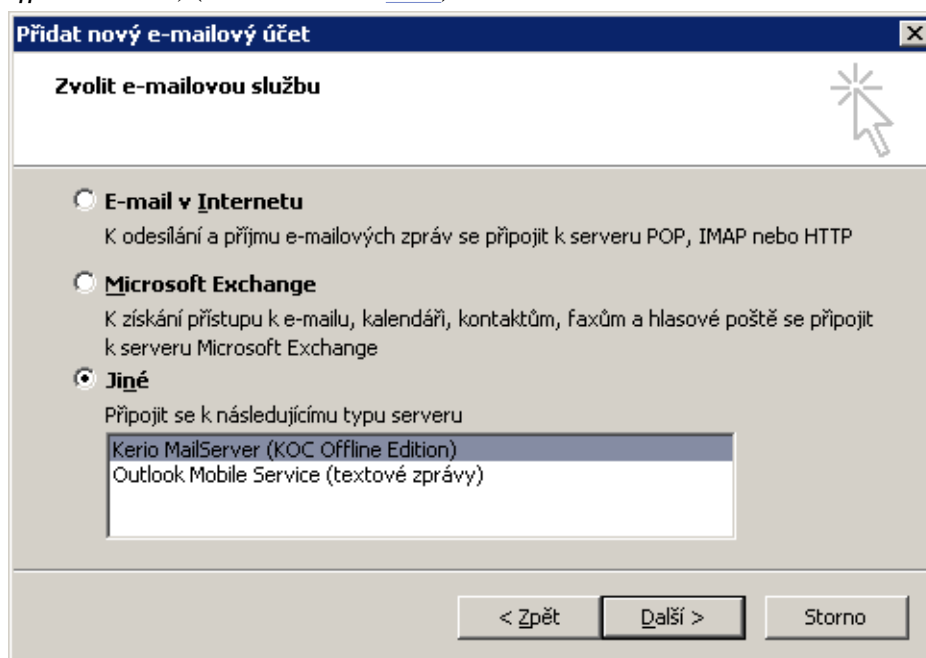 Přidat nový e-mailový účet
Zvolit e-mailovou službu
E-mail v Internetu
K odesílání a příjmu e-mailových zpráv se připojit k serveru POP, IMAP nebo HTTP
Microsoft Exchange
K získání přístupu k e-mailu, kalendáři, kontaktům, faxům a hlasové poště se připojit
k serveru Microsoft Exchange
Jiné
Připojit se k následujícímu typu serveru
Kerio MailServer (KOC Offline Edition)
Outlook Mobile Service (textové zprávy)
< Zpět Další > Storno